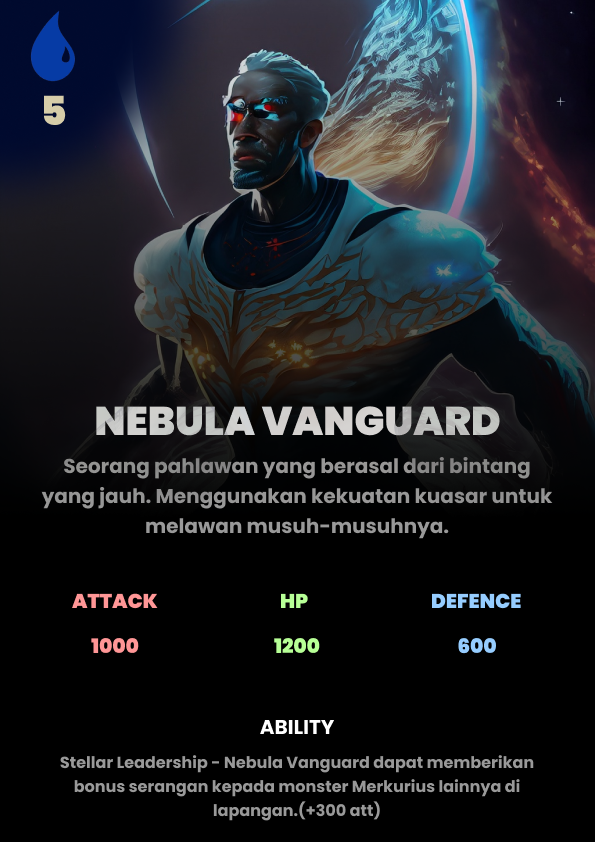 5
NEBULA VANGUARD
Seorang pahlawan yang berasal dari bintang
yang jauh. Menggunakan kekuatan kuasar untuk
melawan musuh-musuhnya.
ATTACK HP DEFENCE
1000 1200 600
ABILITY
Stellar Leadership - Nebula Vanguard dapat memberikan
bonus serangan kepada monster Merkurius lainnya di
lapangan.(+300 att)